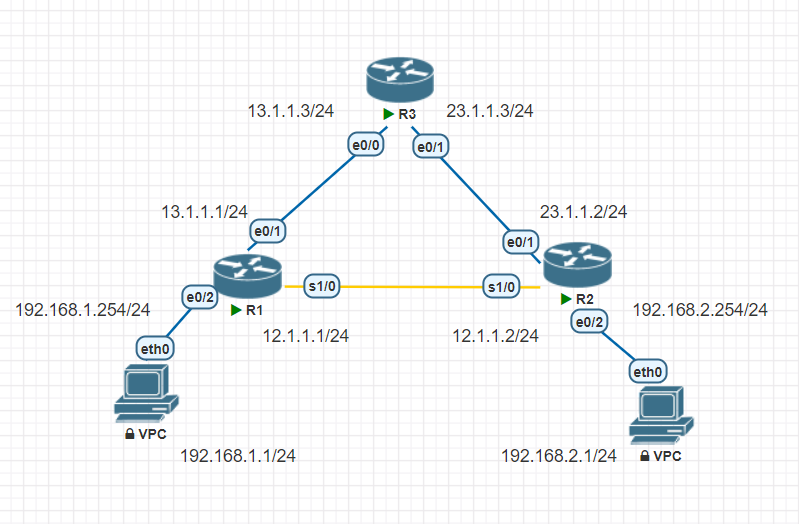 13.1.1.3/24
R3
23.1.1.3/24
e0/0
e0/1
13.1.1.1/24
23.1.1.2/24
e0/1
e0/1
192.168.1.254/24
e0/2
R1
s1/0
s1/0
R2
192.168.2.254/24
e0/2
12.1.1.1/24
12.1.1.2/24
eth0
eth0
VPC
192.168.1.1/24
192.168.2.1/24
VPC